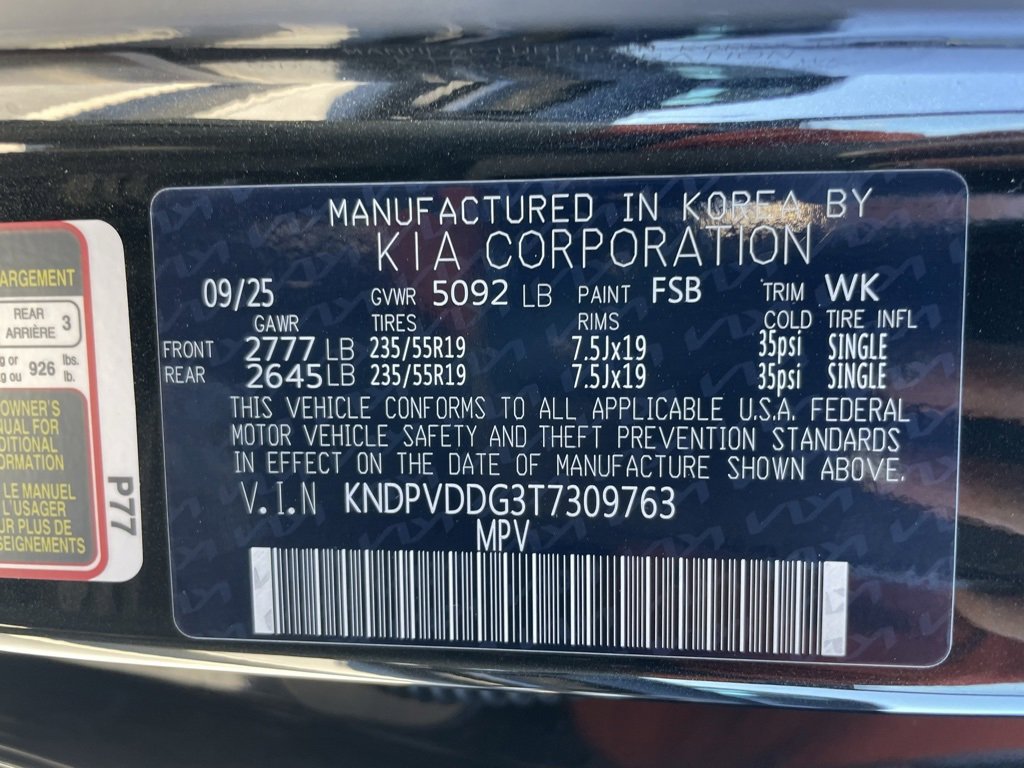 MANUFACTURED IN KOREA BY
KIA CORPORATION
09/25 GVWR 5092 LB PAINT FSB TRIM WK
GAWR TIRES RIMS COLD TIRE INFL
FRONT 2777 LB 235/55R19 7.5Jx19 35psi SINGLE
REAR 2645 LB 235/55R19 7.5Jx19 35psi SINGLE
THIS VEHICLE CONFORMS TO ALL APPLICABLE U.S.A. FEDERAL
MOTOR VEHICLE SAFETY AND THEFT PREVENTION STANDARDS
IN EFFECT ON THE DATE OF MANUFACTURE SHOWN ABOVE.
V.I.N KNDPVDDG3T7309763
MPV
ARGEMENT
REAR
ARRIÈRE 3
g or 926 lbs.
g ou lb.
OWNER'S
NUAL FOR
DITIONAL
ORMATION
LE MANUEL
L'USAGER
UR PLUS DE
SEIGNEMENTS
P77